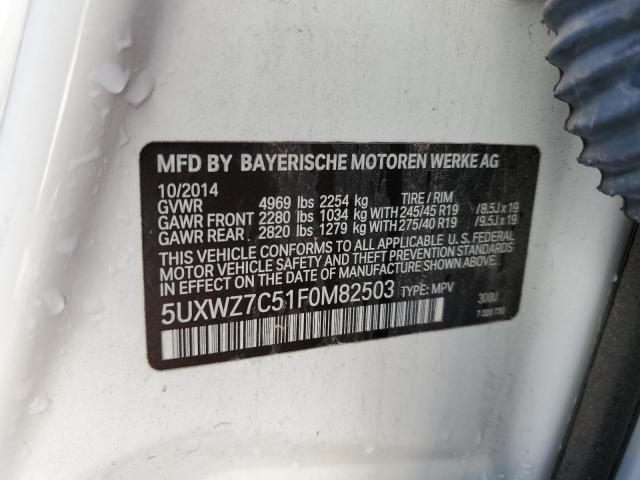 MFD BY BAYERISCHE MOTOREN WERKE AG
10/2014
GVWR 4969 lbs 2254 kg TIRE / RIM
GAWR FRONT 2280 lbs 1034 kg WITH 245/45 R19 /8.5J x 19
GAWR REAR 2820 lbs 1279 kg WITH 275/40 R19 /9.5J x 19
THIS VEHICLE CONFORMS TO ALL APPLICABLE U. S. FEDERAL
MOTOR VEHICLE SAFETY AND THEFT PREVENTION
STANDARDS IN EFFECT ON THE DATE OF MANUFACTURE SHOWN ABOVE.
5UXWZ7C51F0M82503 TYPE: MPV 300U